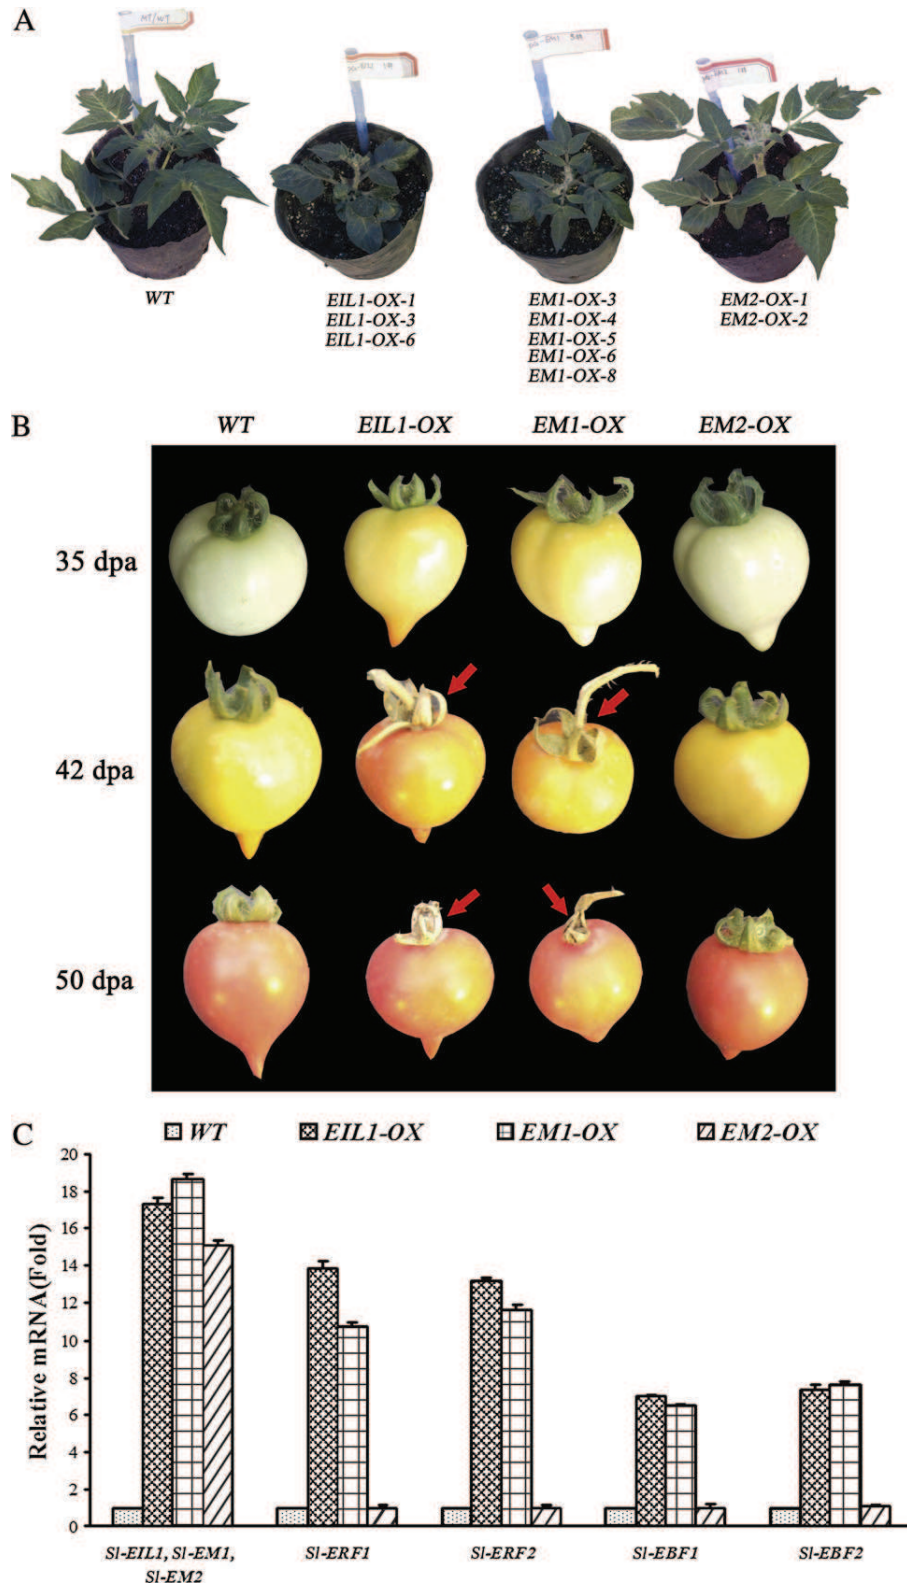 A
MT/WT
WT
EIL1-OX-1
EIL1-OX-3
EIL1-OX-6
EM1-OX-3
EM1-OX-4
EM1-OX-5
EM1-OX-6
EM1-OX-8
EM2-OX-1
EM2-OX-2
B
WT EIL1-OX EM1-OX EM2-OX
35 dpa
42 dpa
50 dpa
C
WT EIL1-OX EM1-OX EM2-OX
Relative mRNA(Fold)
20
18
16
14
12
10
8
6
4
2
0
Sl-EIL1, Sl-EM1, Sl-ERF1 Sl-ERF2 Sl-EBF1 Sl-EBF2
Sl-EM2